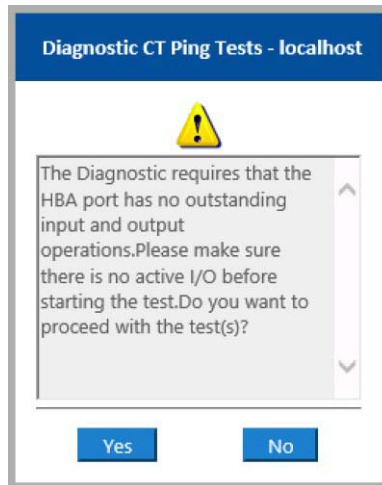 Diagnostic CT Ping Tests - localhost
The Diagnostic requires that the
HBA port has no outstanding
input and output
operations.Please make sure
there is no active I/O before
starting the test.Do you want to
proceed with the test(s)?
Yes
No